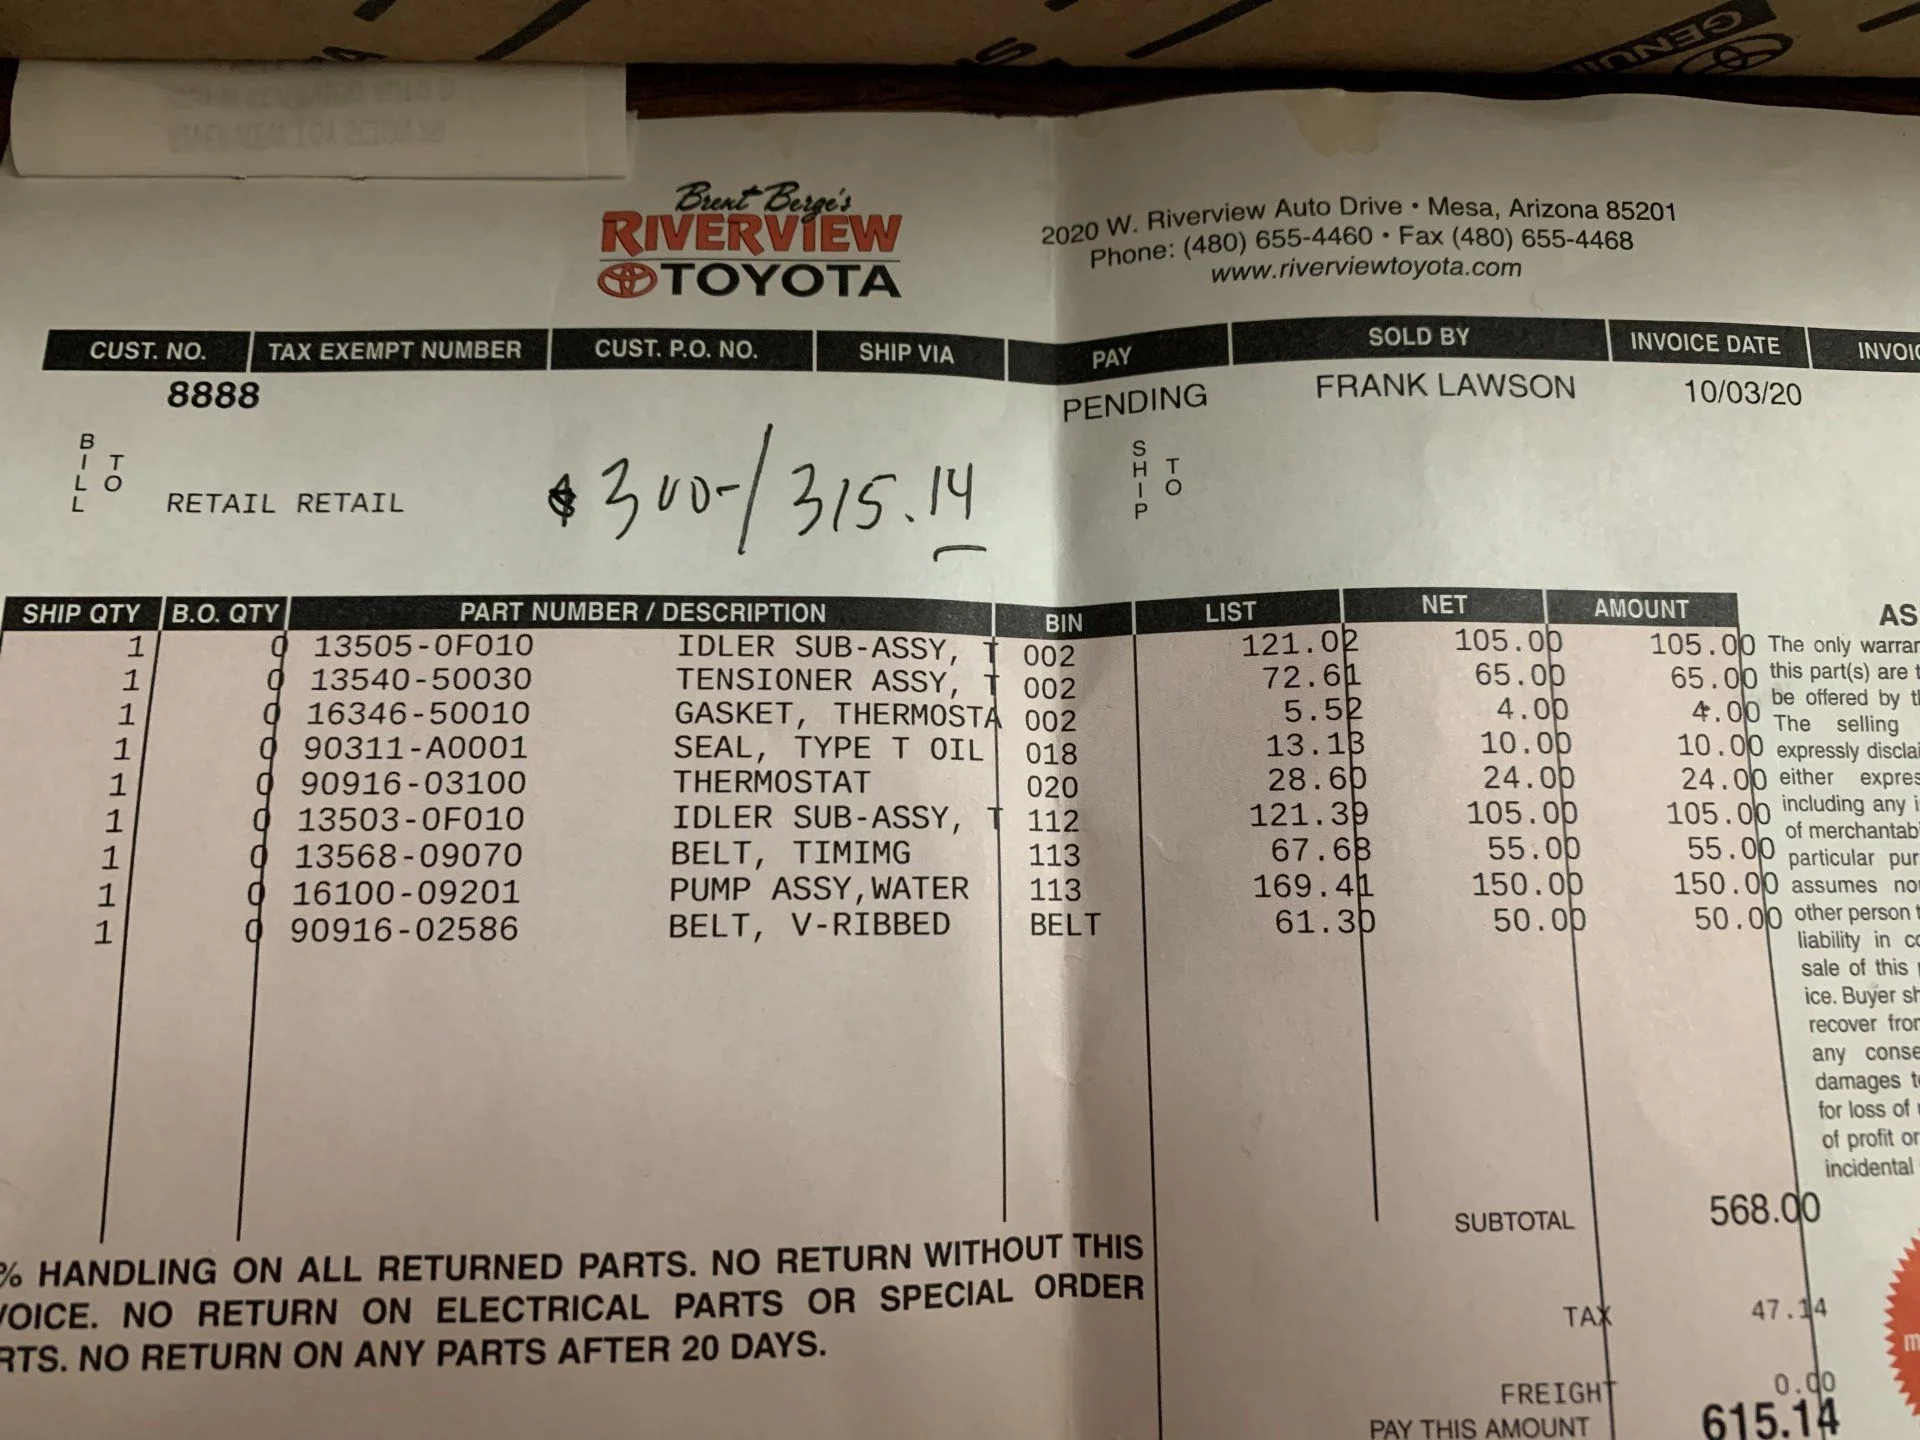 GENUI
Brent Berge's
RIVERVIEW
TOYOTA
2020 W. Riverview Auto Drive • Mesa, Arizona 85201
Phone: (480) 655-4460 • Fax (480) 655-4468
www.riverviewtoyota.com
CUST. NO. TAX EXEMPT NUMBER CUST. P.O. NO. SHIP VIA PAY SOLD BY INVOICE DATE INVOIC
8888 PENDING FRANK LAWSON 10/03/20
BILL TO SHIP TO
RETAIL RETAIL
$ 300-/315.14
SHIP QTY B.O. QTY PART NUMBER / DESCRIPTION BIN LIST NET AMOUNT
1 0 13505-0F010 IDLER SUB-ASSY, T 002 121.02 105.00 105.00
1 0 13540-50030 TENSIONER ASSY, T 002 72.61 65.00 65.00
1 0 16346-50010 GASKET, THERMOSTA 002 5.52 4.00 4.00
1 0 90311-A0001 SEAL, TYPE T OIL 018 13.13 10.00 10.00
1 0 90916-03100 THERMOSTAT 020 28.60 24.00 24.00
1 0 13503-0F010 IDLER SUB-ASSY, T 112 121.39 105.00 105.00
1 0 13568-09070 BELT, TIMIMG 113 67.68 55.00 55.00
1 0 16100-09201 PUMP ASSY,WATER 113 169.41 150.00 150.00
1 0 90916-02586 BELT, V-RIBBED BELT 61.30 50.00 50.00
AS
The only warran
this part(s) are t
be offered by th
The selling
expressly disclai
either expres
including any i
of merchantabi
particular pur
assumes no
other person t
liability in co
sale of this
ice. Buyer sh
recover from
any conse
damages t
for loss of
of profit or
incidental
SUBTOTAL 568.00
TAX 47.14
FREIGHT 0.00
PAY THIS AMOUNT 615.14
% HANDLING ON ALL RETURNED PARTS. NO RETURN WITHOUT THIS
VOICE. NO RETURN ON ELECTRICAL PARTS OR SPECIAL ORDER
RTS. NO RETURN ON ANY PARTS AFTER 20 DAYS.